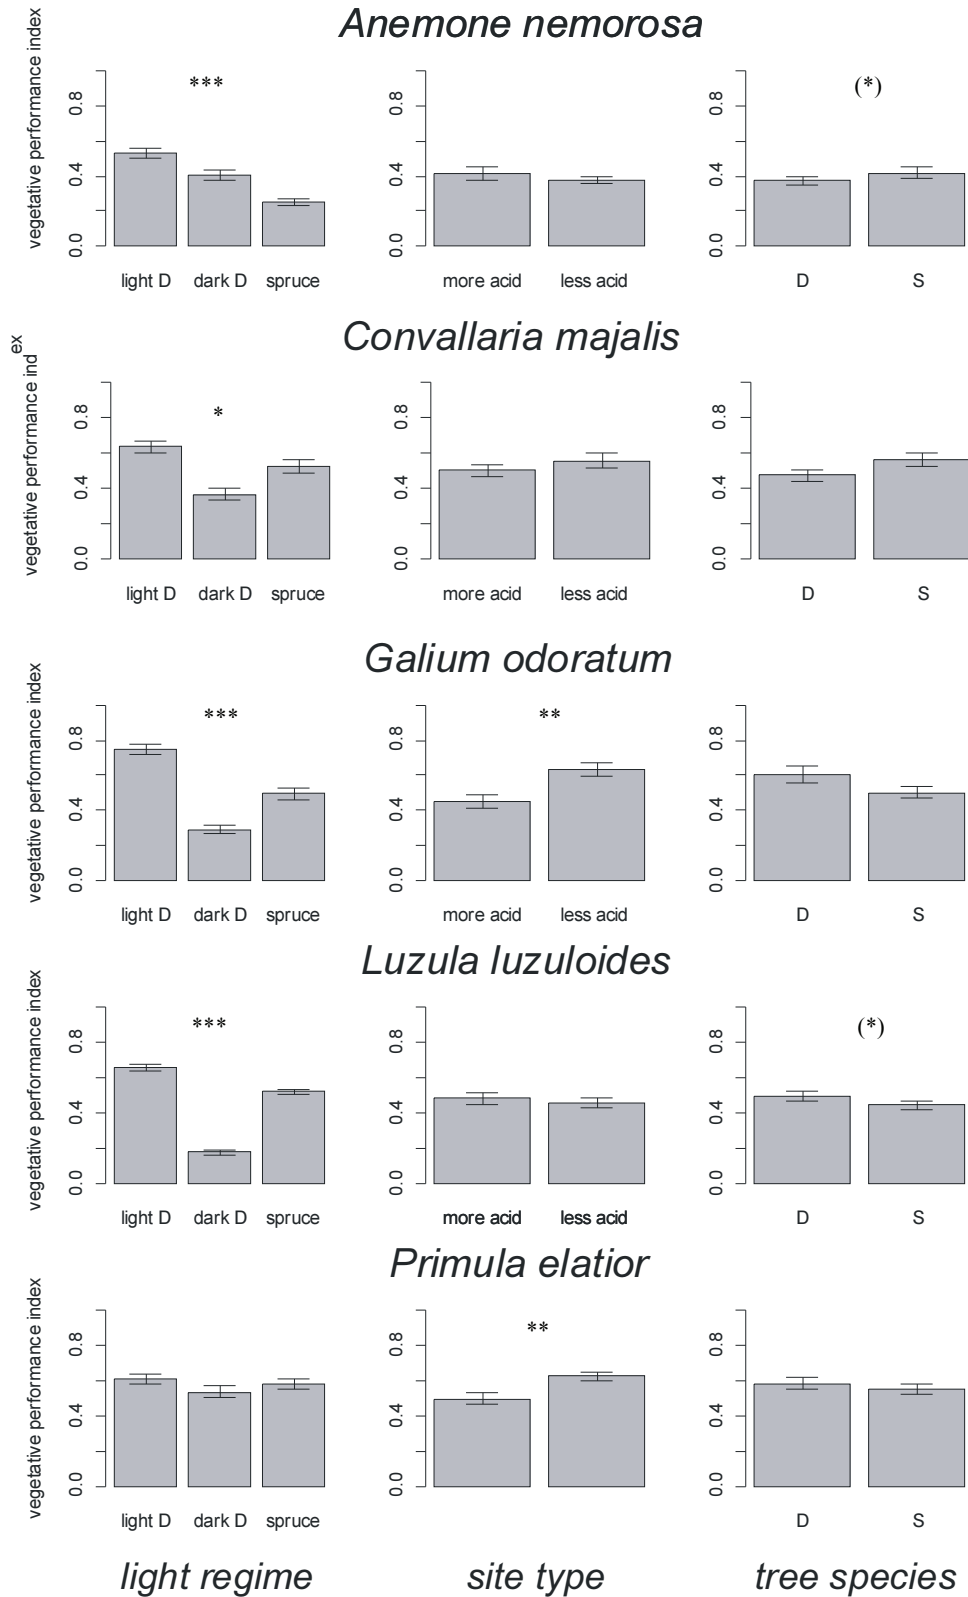 Anemone nemorosa
vegetative performance index
0.0 0.4 0.8
***
light D dark D spruce
0.0 0.4 0.8
more acid less acid
0.0 0.4 0.8
(*)
D S
Convallaria majalis
vegetative performance index
0.0 0.4 0.8
*
light D dark D spruce
0.0 0.4 0.8
more acid less acid
0.0 0.4 0.8
D S
Galium odoratum
vegetative performance index
0.0 0.4 0.8
***
light D dark D spruce
0.0 0.4 0.8
**
more acid less acid
0.0 0.4 0.8
D S
Luzula luzuloides
vegetative performance index
0.0 0.4 0.8
***
light D dark D spruce
0.0 0.4 0.8
more acid less acid
0.0 0.4 0.8
(*)
D S
Primula elatior
vegetative performance index
0.0 0.4 0.8
light D dark D spruce
0.0 0.4 0.8
**
0.0 0.4 0.8
D S
light regime site type tree species